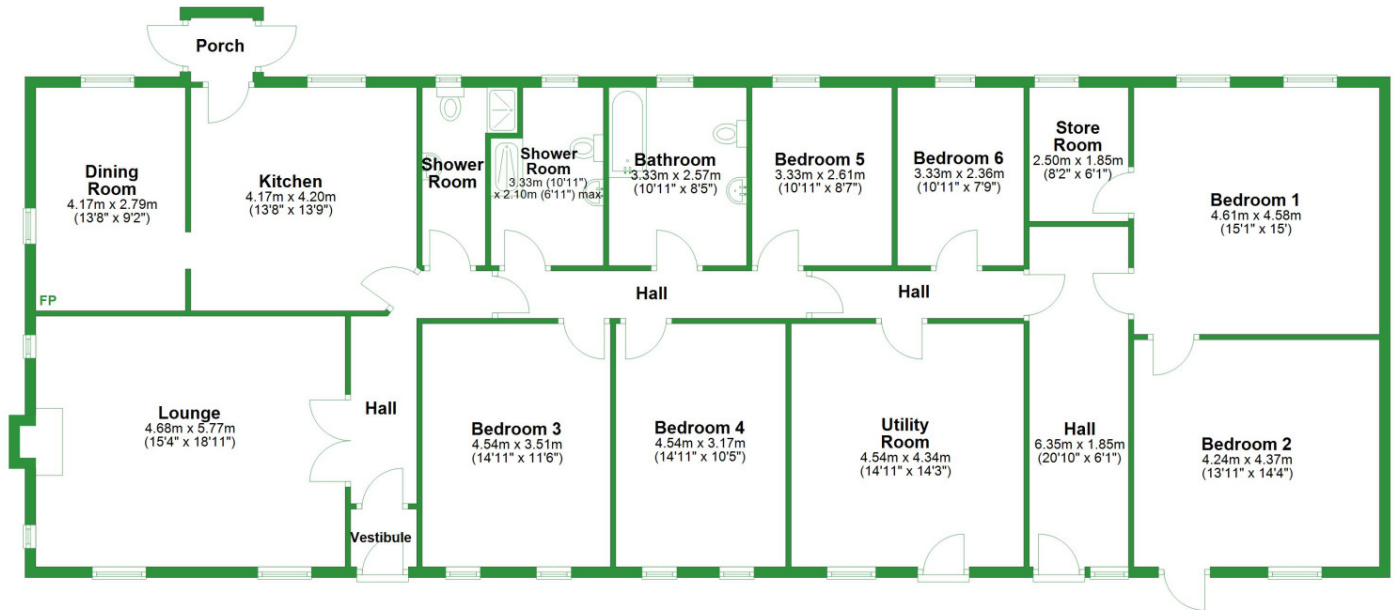 Porch
Dining
Room
4.17m x 2.79m
(13'8" x 9'2")
FP
Kitchen
4.17m x 4.20m
(13'8" x 13'9")
Shower
Room
Shower
Room
3.33m (10'11")
x 2.10m (6'11") max
Bathroom
3.33m x 2.57m
(10'11" x 8'5")
Bedroom 5
3.33m x 2.61m
(10'11" x 8'7")
Bedroom 6
3.33m x 2.36m
(10'11" x 7'9")
Store
Room
2.50m x 1.85m
(8'2" x 6'1")
Bedroom 1
4.61m x 4.58m
(15'1" x 15')
Hall
Hall
Lounge
4.68m x 5.77m
(15'4" x 18'11")
Hall
Vestibule
Bedroom 3
4.54m x 3.51m
(14'11" x 11'6")
Bedroom 4
4.54m x 3.17m
(14'11" x 10'5")
Utility
Room
4.54m x 4.34m
(14'11" x 14'3")
Hall
6.35m x 1.85m
(20'10" x 6'1")
Bedroom 2
4.24m x 4.37m
(13'11" x 14'4")